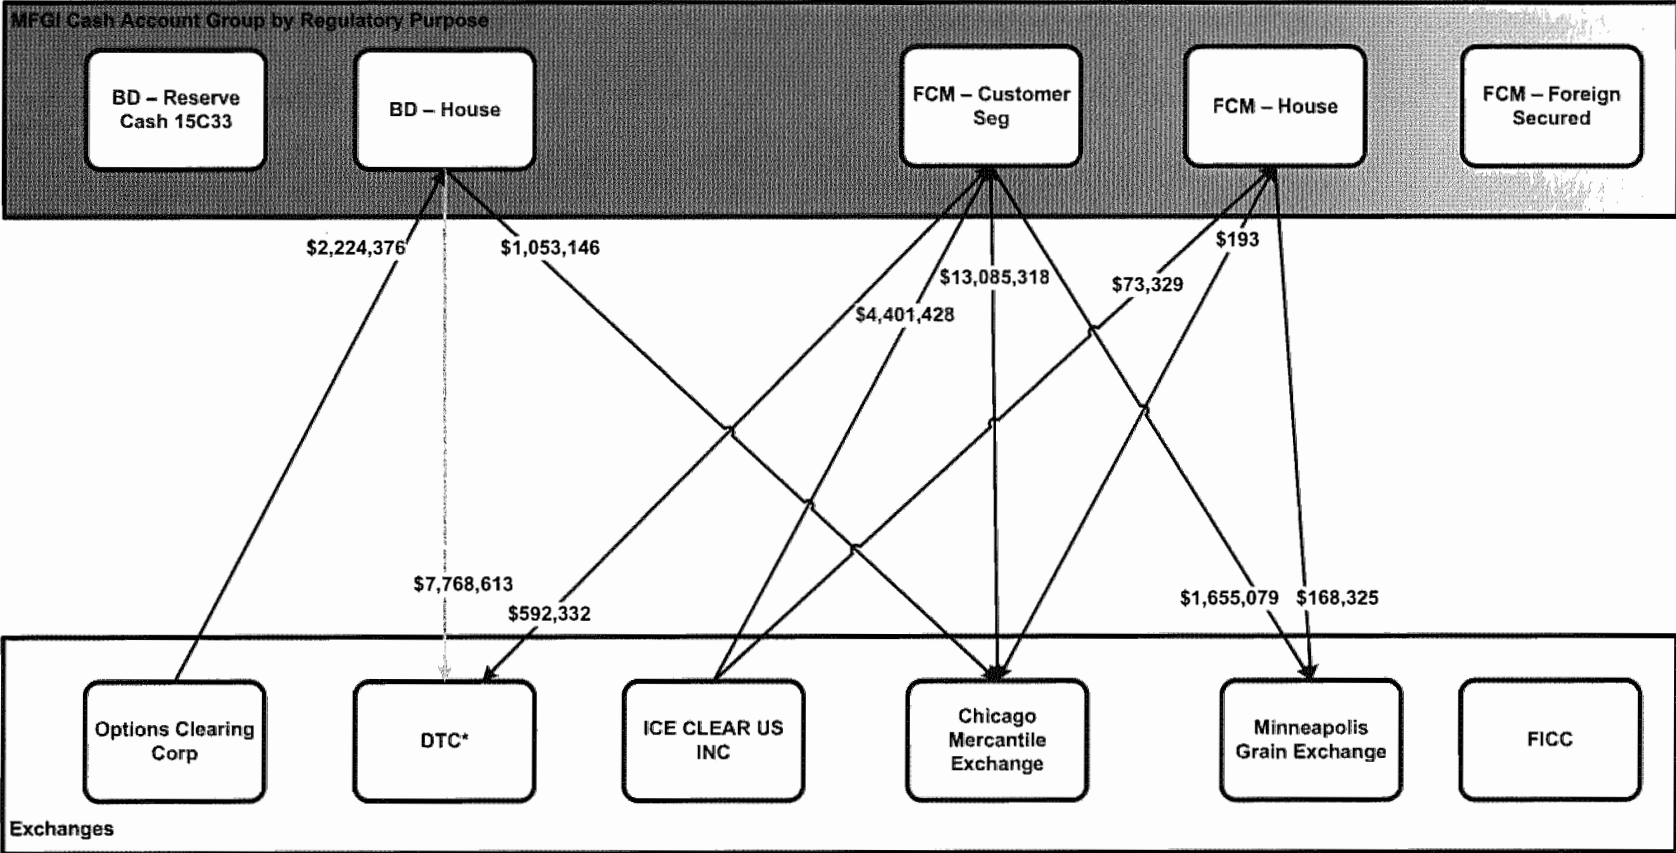 MFGI Cash Account Group by Regulatory Purpose
BD – Reserve
Cash 15C33
BD – House
FCM – Customer
Seg
FCM – House
FCM – Foreign
Secured
$2,224,376
$1,053,146
$193
$13,085,318
$73,329
$4,401,428
$7,768,613
$592,332
$1,655,079
$168,325
Options Clearing
Corp
DTC*
ICE CLEAR US
INC
Chicago
Mercantile
Exchange
Minneapolis
Grain Exchange
FICC
Exchanges